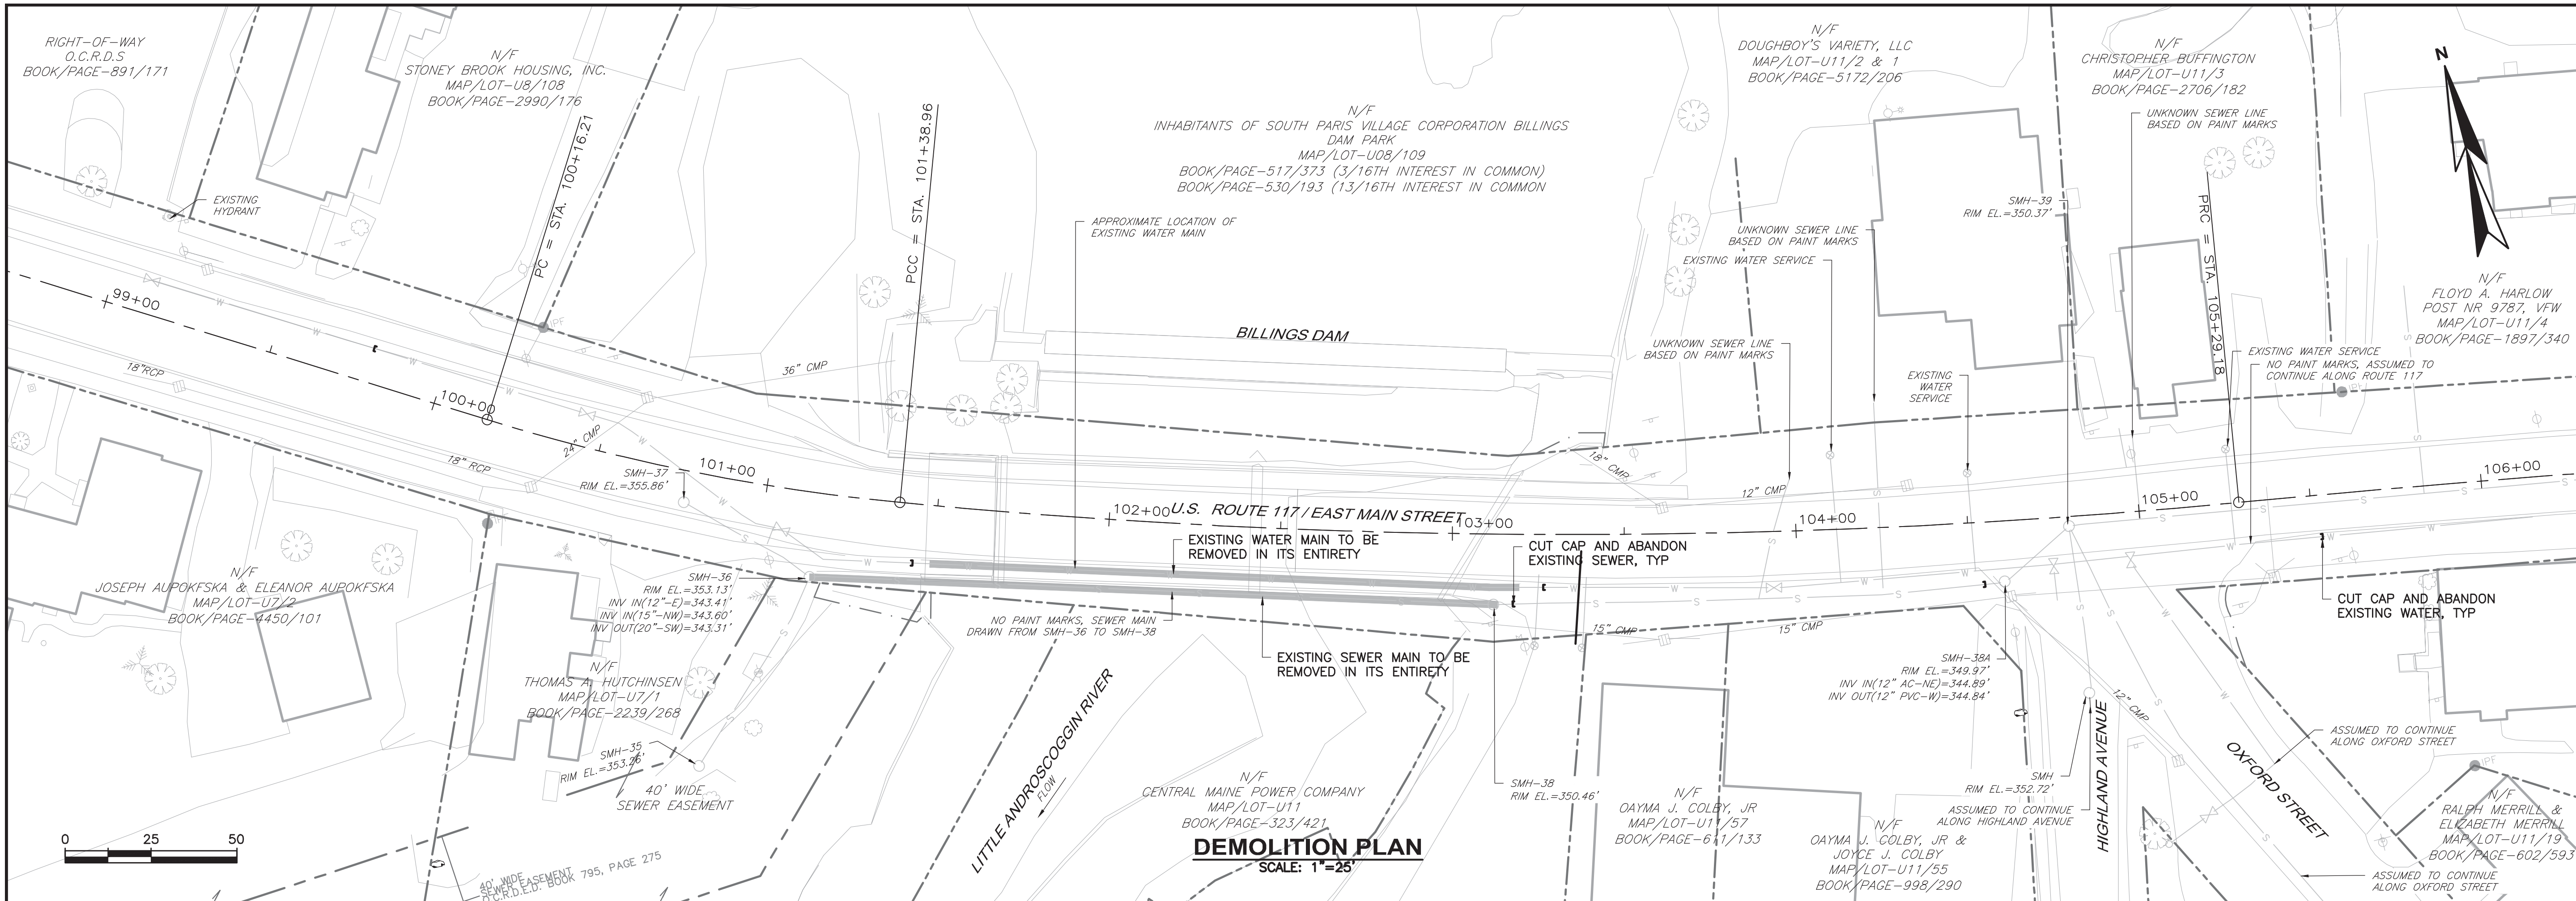 RIGHT-OF-WAY
O.C.R.D.S
BOOK/PAGE-891/171
N/F
STONEY BROOK HOUSING, INC.
MAP/LOT-U8/108
BOOK/PAGE-2990/176
EXISTING
HYDRANT
PC = STA. 100+16.21
PCC = STA. 101+38.96
N/F
INHABITANTS OF SOUTH PARIS VILLAGE CORPORATION BILLINGS
DAM PARK
MAP/LOT-U08/109
BOOK/PAGE-517/373 (3/16TH INTEREST IN COMMON)
BOOK/PAGE-530/193 (13/16TH INTEREST IN COMMON
APPROXIMATE LOCATION OF
EXISTING WATER MAIN
N/F
DOUGHBOY'S VARIETY, LLC
MAP/LOT-U11/2 & 1
BOOK/PAGE-5172/206
N/F
CHRISTOPHER BUFFINGTON
MAP/LOT-U11/3
BOOK/PAGE-2706/182
UNKNOWN SEWER LINE
BASED ON PAINT MARKS
N
SMH-39
RIM EL.=350.37'
UNKNOWN SEWER LINE
BASED ON PAINT MARKS
EXISTING WATER SERVICE
PRC = STA. 105+29.18
N/F
FLOYD A. HARLOW
POST NR 9787, VFW
MAP/LOT-U11/4
BOOK/PAGE-1897/340
BILLINGS DAM
UNKNOWN SEWER LINE
BASED ON PAINT MARKS
EXISTING
WATER
SERVICE
EXISTING WATER SERVICE
NO PAINT MARKS, ASSUMED TO
CONTINUE ALONG ROUTE 117
IPF
IPF
99+00
18"RCP
100+00
36" CMP
24" CMP
18" RCP
SMH-37
RIM EL.=355.86'
101+00
102+00
U.S. ROUTE 117 / EAST MAIN STREET
103+00
18" CMP
12" CMP
104+00
105+00
106+00
IPF
EXISTING WATER MAIN TO BE
REMOVED IN ITS ENTIRETY
CUT CAP AND ABANDON
EXISTING SEWER, TYP
N/F
JOSEPH AUPOKFSKA & ELEANOR AUPOKFSKA
MAP/LOT-U7/2
BOOK/PAGE-4450/101
SMH-36
RIM EL.=353.13'
INV IN(12"-E)=343.41'
INV IN(15"-NW)=343.60'
INV OUT(20"-SW)=343.31'
NO PAINT MARKS, SEWER MAIN
DRAWN FROM SMH-36 TO SMH-38
EXISTING SEWER MAIN TO BE
REMOVED IN ITS ENTIRETY
15" CMP
15" CMP
CUT CAP AND ABANDON
EXISTING WATER, TYP
N/F
THOMAS A. HUTCHINSEN
MAP/LOT-U7/1
BOOK/PAGE-2239/268
SMH-38A
RIM EL.=349.97'
INV IN(12" AC-NE)=344.89'
INV OUT(12" PVC-W)=344.84'
12" CMP
SMH-35
RIM EL.=353.26'
40' WIDE
SEWER EASEMENT
LITTLE ANDROSCOGGIN RIVER
FLOW
N/F
CENTRAL MAINE POWER COMPANY
MAP/LOT-U11
BOOK/PAGE-323/421
SMH-38
RIM EL.=350.46'
N/F
OAYMA J. COLBY, JR
MAP/LOT-U11/57
BOOK/PAGE-611/133
N/F
OAYMA J. COLBY, JR &
JOYCE J. COLBY
MAP/LOT-U11/55
BOOK/PAGE-998/290
SMH
RIM EL.=352.72'
ASSUMED TO CONTINUE
ALONG HIGHLAND AVENUE
HIGHLAND AVENUE
OXFORD STREET
ASSUMED TO CONTINUE
ALONG OXFORD STREET
IPF
N/F
RALPH MERRILL &
ELIZABETH MERRILL
MAP/LOT-U11/19
BOOK/PAGE-602/593
ASSUMED TO CONTINUE
ALONG OXFORD STREET
0 25 50
40' WIDE
SEWER EASEMENT
O.C.R.D.E.D. BOOK 795, PAGE 275
DEMOLITION PLAN
SCALE: 1"=25'